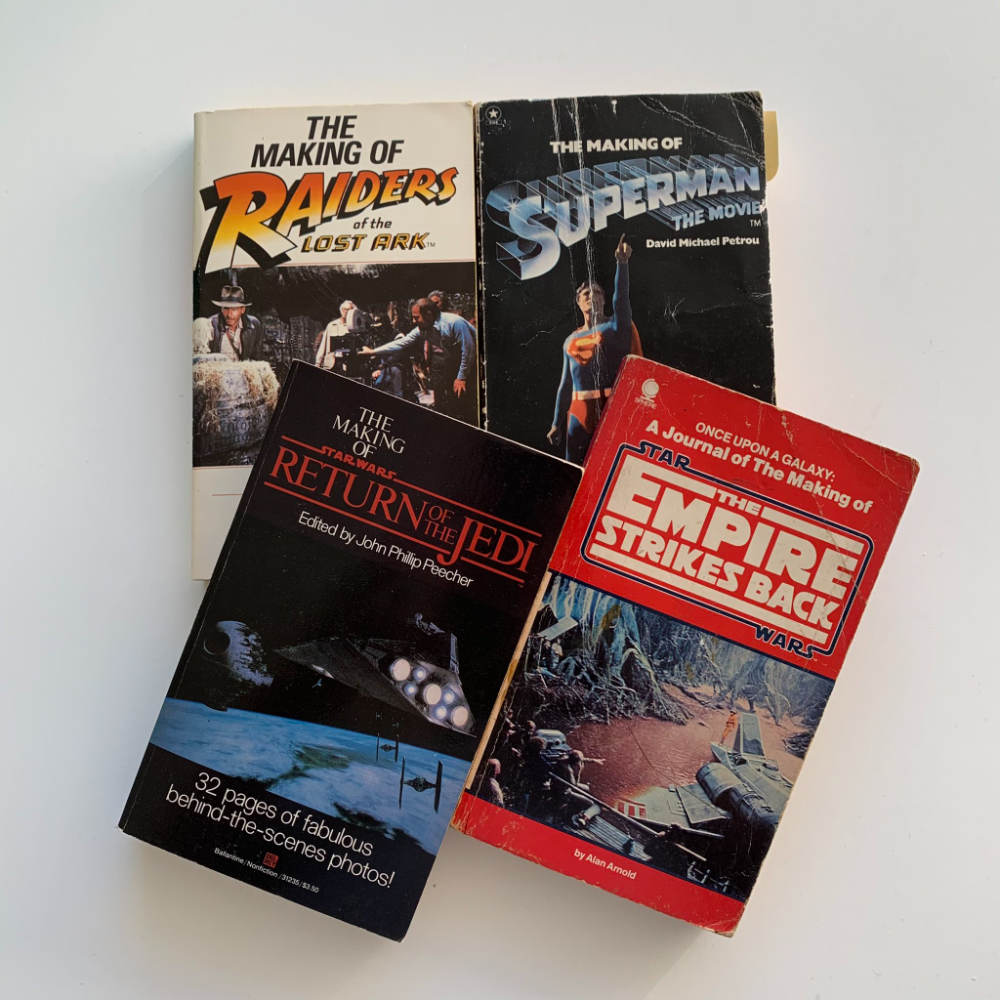 THE
MAKING OF
RAIDERS
of the
LOST ARK™
THE MAKING OF
SUPERMAN
THE MOVIE
TM
David Michael Petrou
THE
MAKING
OF
STAR WARS
RETURN OF THE JEDI
Edited by John Phillip Peecher
32 pages of fabulous
behind-the-scenes photos!
Ballantine/Nonfiction/31235/$3.50
SPHERE
ONCE UPON A GALAXY:
A Journal of The Making of
STAR
THE
EMPIRE
STRIKES BACK
WARS
by Alan Arnold